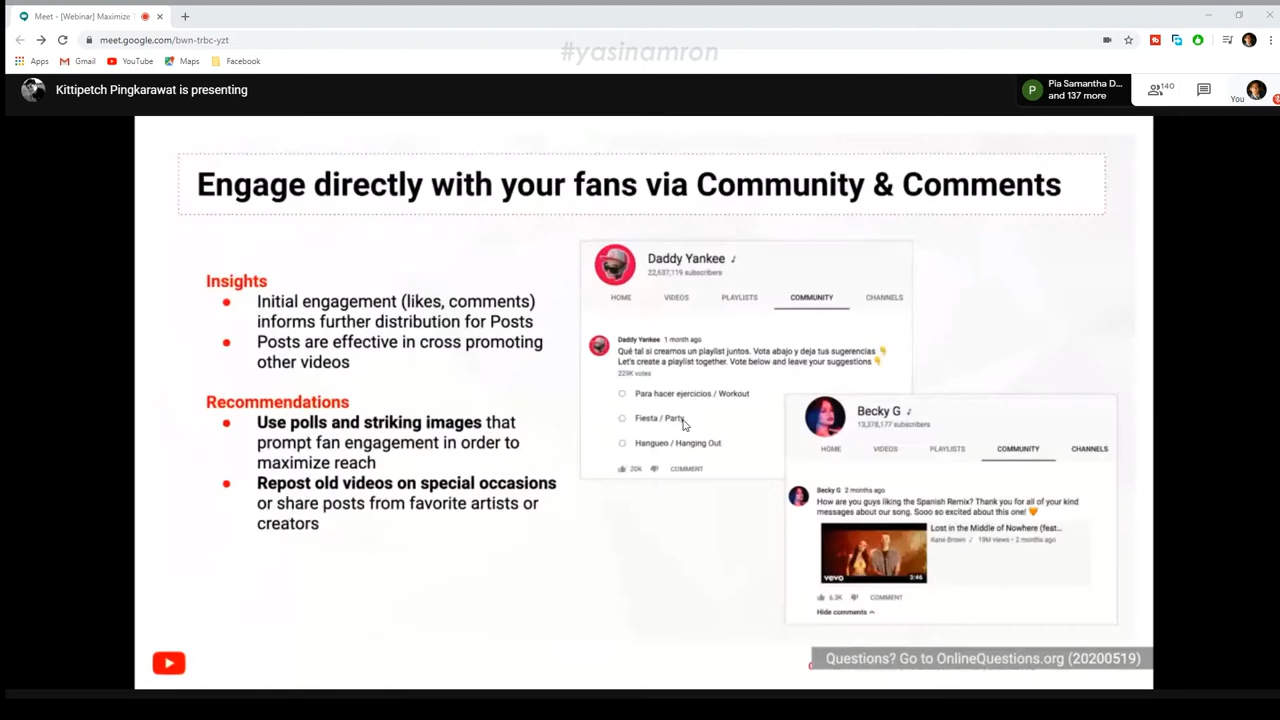 Meet - [Webinar] Maximize
meet.google.com/bwn-trbc-yzt
#yasinamron
Apps Gmail YouTube Maps Facebook
Kittipetch Pingkarawat is presenting
P
Pia Samantha D...
and 137 more
140
You
Engage directly with your fans via Community & Comments
Insights
Initial engagement (likes, comments)
informs further distribution for Posts
Posts are effective in cross promoting
other videos
Recommendations
Use polls and striking images that
prompt fan engagement in order to
maximize reach
Repost old videos on special occasions
or share posts from favorite artists or
creators
Daddy Yankee
22,637,119 subscribers
HOME VIDEOS PLAYLISTS COMMUNITY CHANNELS
Daddy Yankee 1 month ago
Qué tal si creamos un playlist juntos. Vota abajo y deja tus sugerencias 👇
Let's create a playlist together. Vote below and leave your suggestions 👇
229K votes
Para hacer ejercicios / Workout
Fiesta / Party
Hangueo / Hanging Out
20K COMMENT
Becky G
13,378,177 subscribers
HOME VIDEOS PLAYLISTS COMMUNITY CHANNELS
Becky G 2 months ago
How are you guys liking the Spanish Remix? Thank you for all of your kind
messages about our song. Sooo so excited about this one! 🧡
Lost in the Middle of Nowhere (feat...
Kane Brown ♪ 19M views • 2 months ago
vevo 3:46
6.3K COMMENT
Hide comments
Questions? Go to OnlineQuestions.org (20200519)